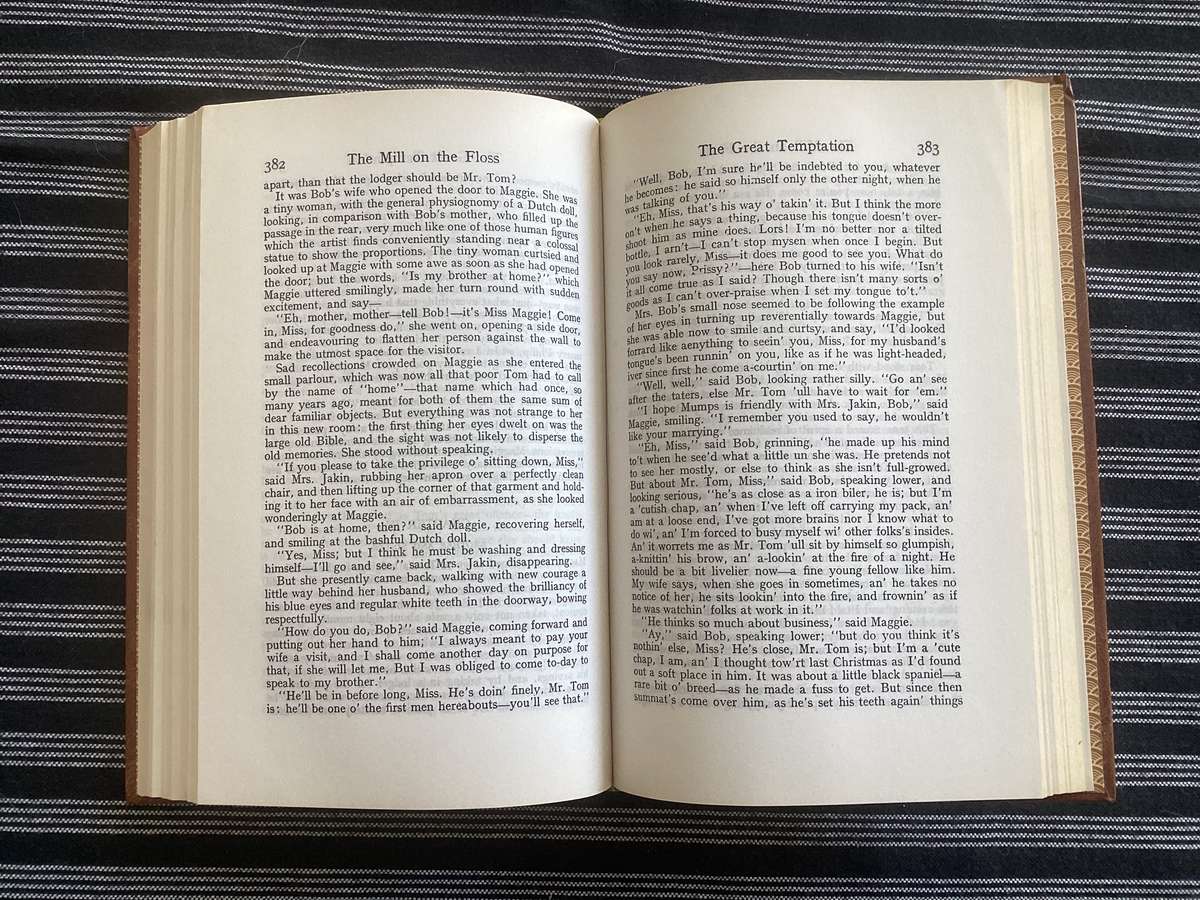 382
The Mill on the Floss
apart, than that the lodger should be Mr. Tom?
It was Bob's wife who opened the door to Maggie. She was
a tiny woman, with the general physiognomy of a Dutch doll,
looking, in comparison with Bob's mother, who filled up the
passage in the rear, very much like one of those human figures
which the artist finds conveniently standing near a colossal
statue to show the proportions. The tiny woman curtsied and
looked up at Maggie with some awe as soon as she had opened
the door; but the words, "Is my brother at home?" which
Maggie uttered smilingly, made her turn round with sudden
excitement, and say—
"Eh, mother, mother—tell Bob!—it's Miss Maggie! Come
in, Miss, for goodness do," she went on, opening a side door,
and endeavouring to flatten her person against the wall to
make the utmost space for the visitor.
Sad recollections crowded on Maggie as she entered the
small parlour, which was now all that poor Tom had to call
by the name of "home"—that name which had once, so
many years ago, meant for both of them the same sum of
dear familiar objects. But everything was not strange to her
in this new room: the first thing her eyes dwelt on was the
large old Bible, and the sight was not likely to disperse the
old memories. She stood without speaking.
"If you please to take the privilege o' sitting down, Miss,"
said Mrs. Jakin, rubbing her apron over a perfectly clean
chair, and then lifting up the corner of that garment and hold-
ing it to her face with an air of embarrassment, as she looked
wonderingly at Maggie.
"Bob is at home, then?" said Maggie, recovering herself,
and smiling at the bashful Dutch doll.
"Yes, Miss; but I think he must be washing and dressing
himself—I'll go and see," said Mrs. Jakin, disappearing.
But she presently came back, walking with new courage a
little way behind her husband, who showed the brilliancy of
his blue eyes and regular white teeth in the doorway, bowing
respectfully.
"How do you do, Bob?" said Maggie, coming forward and
putting out her hand to him; "I always meant to pay your
wife a visit, and I shall come another day on purpose for
that, if she will let me. But I was obliged to come to-day to
speak to my brother."
"He'll be in before long, Miss. He's doin' finely, Mr. Tom
is: he'll be one o' the first men hereabouts—you'll see that."
The Great Temptation
383
"Well, Bob, I'm sure he'll be indebted to you, whatever
he becomes: he said so himself only the other night, when he
was talking of you."
"Eh, Miss, that's his way o' takin' it. But I think the more
on't when he says a thing, because his tongue doesn't over-
shoot him as mine does. Lors! I'm no better nor a tilted
bottle, I arn't—I can't stop mysen when once I begin. But
you look rarely, Miss—it does me good to see you. What do
you say now, Prissy?"—here Bob turned to his wife. "Isn't
it all come true as I said? Though there isn't many sorts o'
goods as I can't over-praise when I set my tongue to't."
Mrs. Bob's small nose seemed to be following the example
of her eyes in turning up reverentially towards Maggie, but
she was able now to smile and curtsy, and say, "I'd looked
forrard like aenything to seein' you, Miss, for my husband's
tongue's been runnin' on you, like as if he was light-headed,
iver since first he come a-courtin' on me."
"Well, well," said Bob, looking rather silly. "Go an' see
after the taters, else Mr. Tom 'ull have to wait for 'em."
"I hope Mumps is friendly with Mrs. Jakin, Bob," said
Maggie, smiling. "I remember you used to say, he wouldn't
like your marrying."
"Eh, Miss," said Bob, grinning, "he made up his mind
to't when he see'd what a little un she was. He pretends not
to see her mostly, or else to think as she isn't full-growed.
But about Mr. Tom, Miss," said Bob, speaking lower, and
looking serious, "he's as close as a iron biler, he is; but I'm
a 'cutish chap, an' when I've left off carrying my pack, an'
am at a loose end, I've got more brains nor I know what to
do wi', an' I'm forced to busy myself wi' other folks's insides.
An' it worrets me as Mr. Tom 'ull sit by himself so glumpish,
a-knittin' his brow, an' a-lookin' at the fire of a night. He
should be a bit livelier now—a fine young fellow like him.
My wife says, when she goes in sometimes, an' he takes no
notice of her, he sits lookin' into the fire, and frownin' as if
he was watchin' folks at work in it."
"He thinks so much about business," said Maggie.
"Ay," said Bob, speaking lower; "but do you think it's
nothin' else, Miss? He's close, Mr. Tom is; but I'm a 'cute
chap, I am, an' I thought tow'rt last Christmas as I'd found
out a soft place in him. It was about a little black spaniel—a
rare bit o' breed—as he made a fuss to get. But since then
summat's come over him, as he's set his teeth again' things